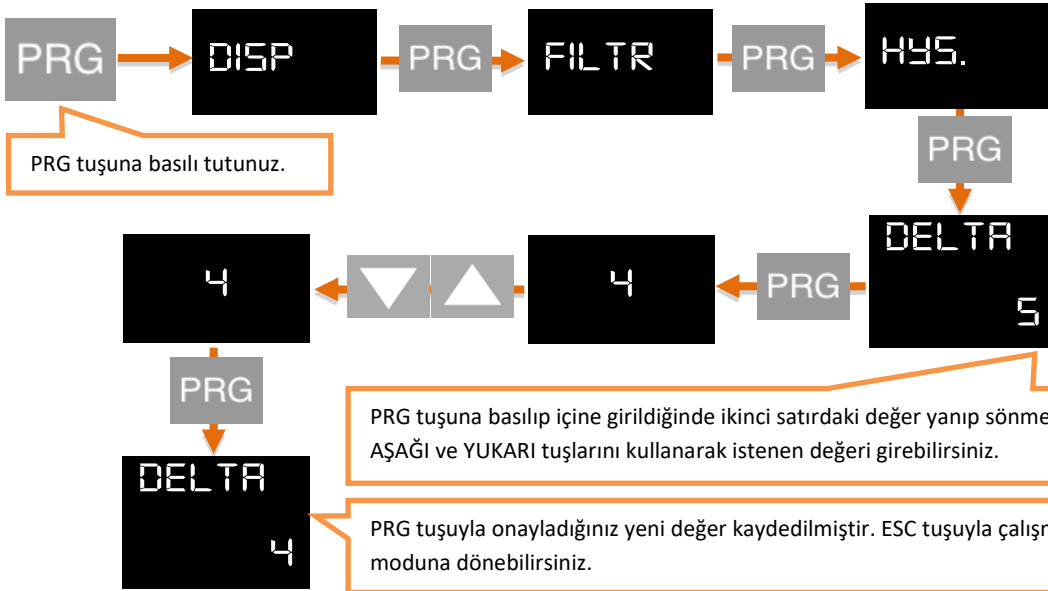 PRG
DISP
PRG
FILTR
PRG
HYS.
PRG tuşuna basılı tutunuz.
PRG
DELTA
5
PRG
4
4
PRG
PRG tuşuna basılıp içine girildiğinde ikinci satırdaki değer yanıp sönme
AŞAĞI ve YUKARI tuşlarını kullanarak istenen değeri girebilirsiniz.
DELTA
4
PRG tuşuyla onayladığınız yeni değer kaydedilmiştir. ESC tuşuyla çalışm
moduna dönebilirsiniz.